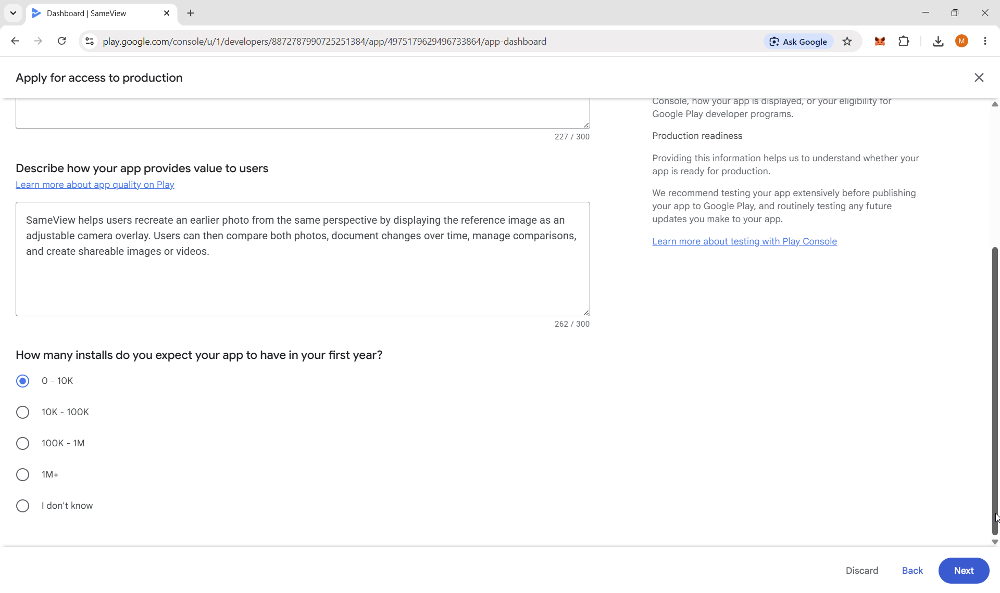 Dashboard | SameView
play.google.com/console/u/1/developers/8872787990725251384/app/4975179629496733864/app-dashboard
Ask Google
M
Apply for access to production
Console, how your app is displayed, or your eligibility for
Google Play developer programs.
227 / 300
Production readiness
Providing this information helps us to understand whether your
app is ready for production.
We recommend testing your app extensively before publishing
your app to Google Play, and routinely testing any future
updates you make to your app.
Learn more about testing with Play Console
Describe how your app provides value to users
Learn more about app quality on Play
SameView helps users recreate an earlier photo from the same perspective by displaying the reference image as an
adjustable camera overlay. Users can then compare both photos, document changes over time, manage comparisons,
and create shareable images or videos.
262 / 300
How many installs do you expect your app to have in your first year?
0 - 10K
10K - 100K
100K - 1M
1M+
I don't know
Discard
Back
Next